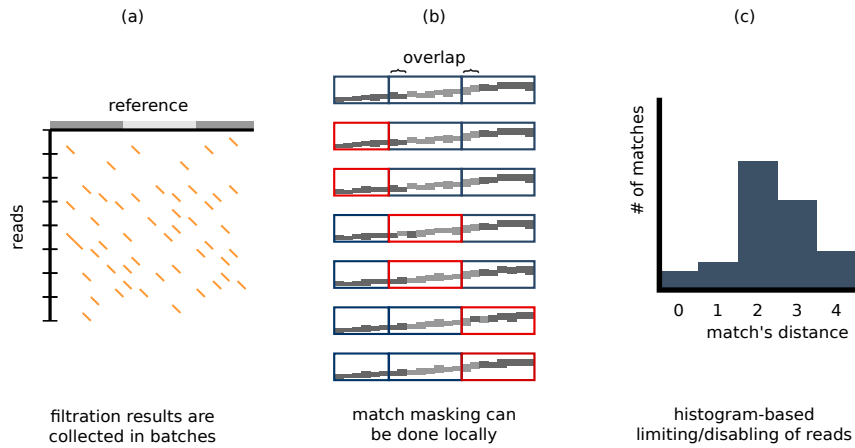 (a)
(b)
(c)
overlap
reference
reads
# of matches
0 1 2 3 4
match's distance
filtration results are
collected in batches
match masking can
be done locally
histogram-based
limiting/disabling of reads